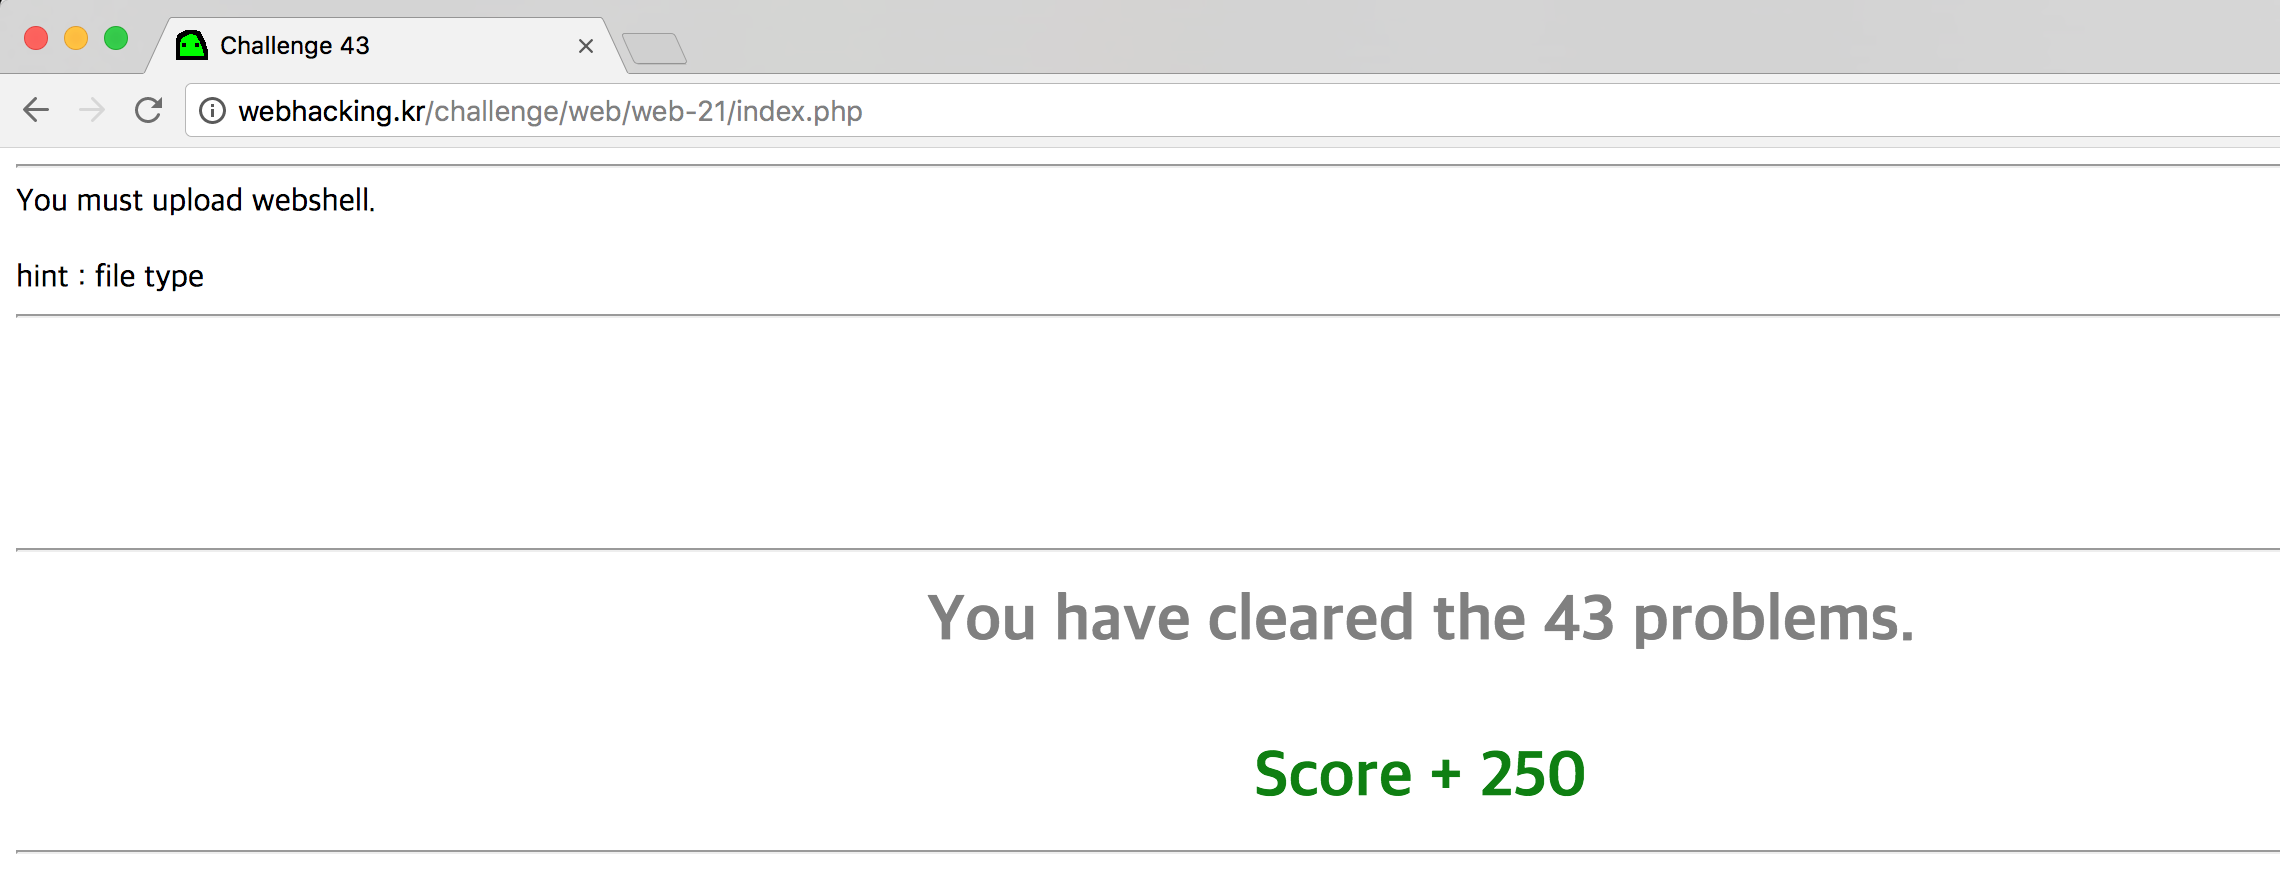 Challenge 43
webhacking.kr/challenge/web/web-21/index.php
You must upload webshell.
hint : file type
You have cleared the 43 problems.
Score + 250